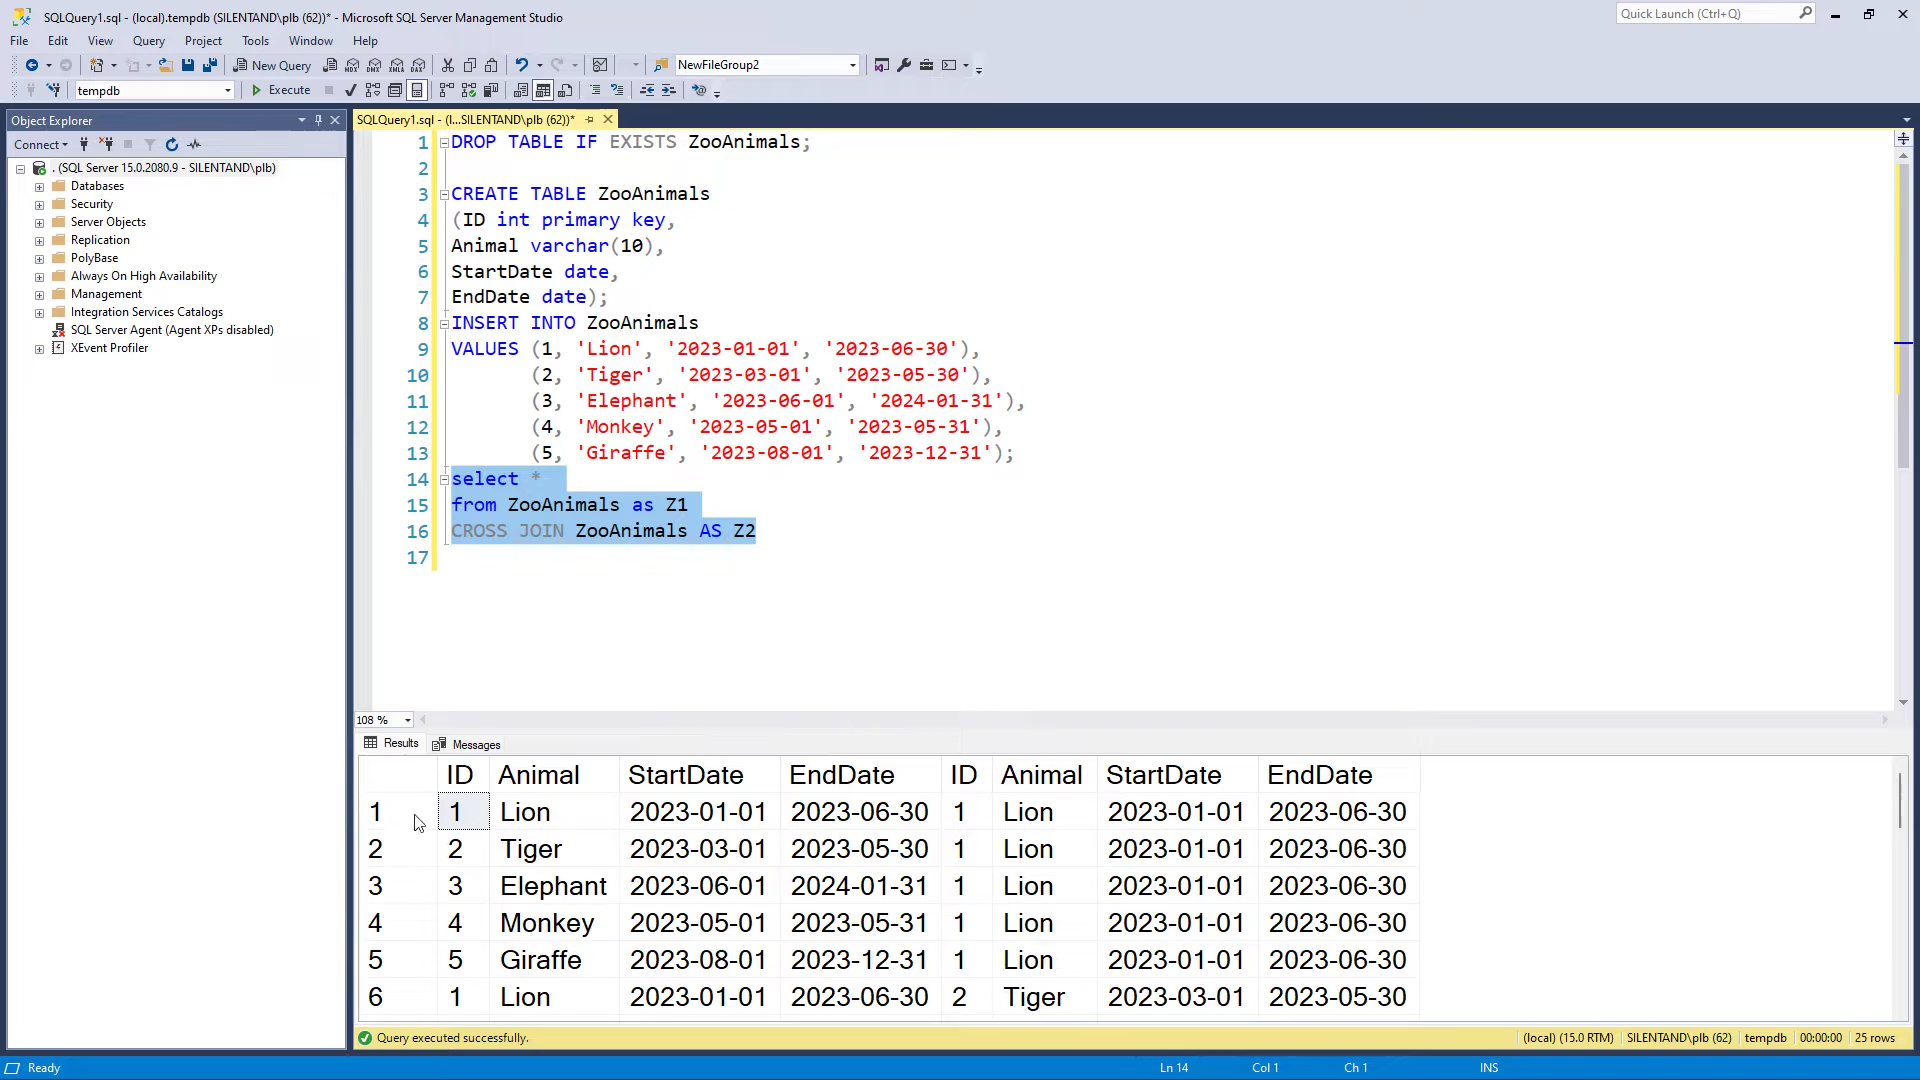 SQLQuery1.sql - (local).tempdb (SILENTAND\plb (62))* - Microsoft SQL Server Management Studio
Quick Launch (Ctrl+Q)
File Edit View Query Project Tools Window Help
New Query
MDX DMX XMLA DAX
NewFileGroup2
tempdb
Execute
Object Explorer
SQLQuery1.sql - (l...SILENTAND\plb (62))*
Connect
. (SQL Server 15.0.2080.9 - SILENTAND\plb)
Databases
Security
Server Objects
Replication
PolyBase
Always On High Availability
Management
Integration Services Catalogs
SQL Server Agent (Agent XPs disabled)
XEvent Profiler
1 DROP TABLE IF EXISTS ZooAnimals;
2
3 CREATE TABLE ZooAnimals
4 (ID int primary key,
5 Animal varchar(10),
6 StartDate date,
7 EndDate date);
8 INSERT INTO ZooAnimals
9 VALUES (1, 'Lion', '2023-01-01', '2023-06-30'),
10 (2, 'Tiger', '2023-03-01', '2023-05-30'),
11 (3, 'Elephant', '2023-06-01', '2024-01-31'),
12 (4, 'Monkey', '2023-05-01', '2023-05-31'),
13 (5, 'Giraffe', '2023-08-01', '2023-12-31');
14 select *
15 from ZooAnimals as Z1
16 CROSS JOIN ZooAnimals AS Z2
17
108 %
Results Messages
ID Animal StartDate EndDate ID Animal StartDate EndDate
1 1 Lion 2023-01-01 2023-06-30 1 Lion 2023-01-01 2023-06-30
2 2 Tiger 2023-03-01 2023-05-30 1 Lion 2023-01-01 2023-06-30
3 3 Elephant 2023-06-01 2024-01-31 1 Lion 2023-01-01 2023-06-30
4 4 Monkey 2023-05-01 2023-05-31 1 Lion 2023-01-01 2023-06-30
5 5 Giraffe 2023-08-01 2023-12-31 1 Lion 2023-01-01 2023-06-30
6 1 Lion 2023-01-01 2023-06-30 2 Tiger 2023-03-01 2023-05-30
Query executed successfully.
(local) (15.0 RTM) SILENTAND\plb (62) tempdb 00:00:00 25 rows
Ready
Ln 14 Col 1 Ch 1 INS